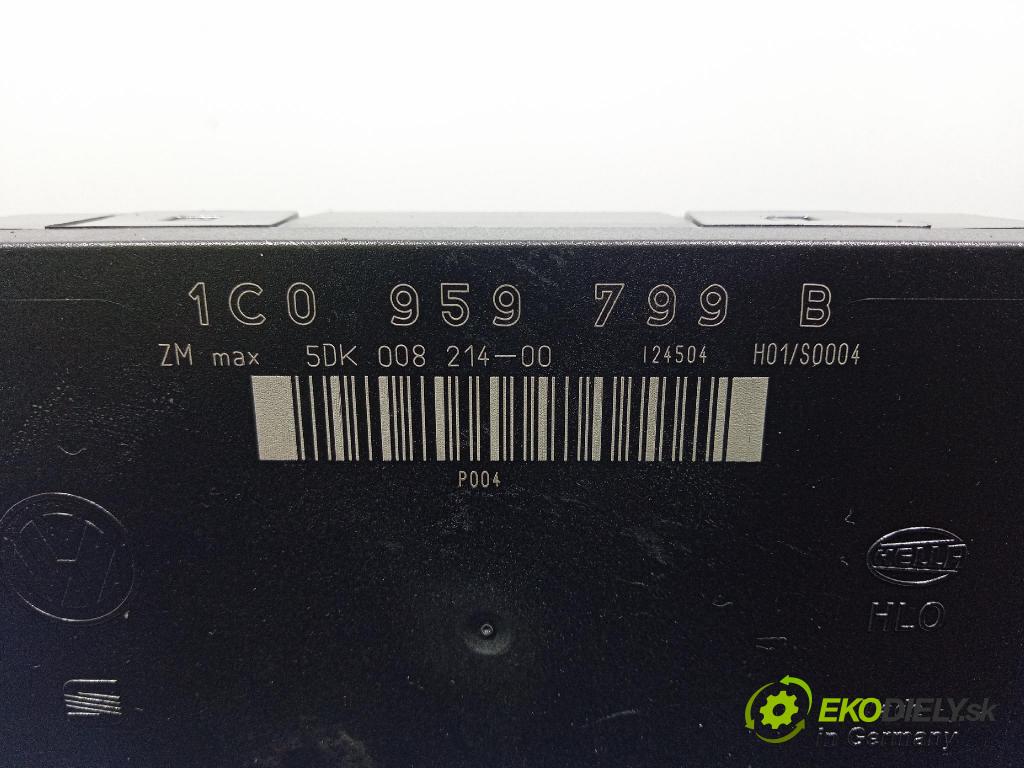 1C0 959 799 B
ZM max 5DK 008 214-00 124504 H01/S0004
P004
HELLA
HLO
EKODIELY.sk
in Germany